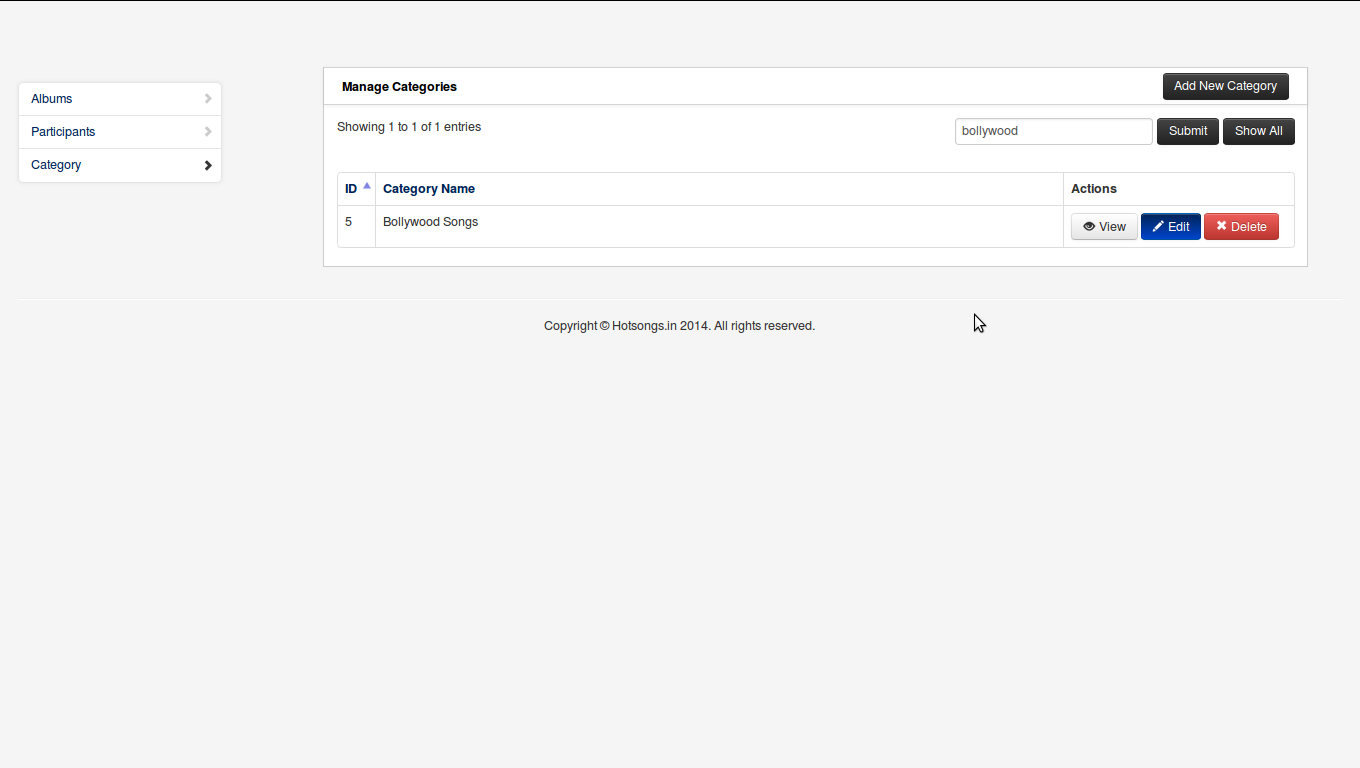 Albums
Participants
Category
Manage Categories
Add New Category
Showing 1 to 1 of 1 entries
bollywood
Submit
Show All
ID
Category Name
Actions
5
Bollywood Songs
View
Edit
Delete
Copyright © Hotsongs.in 2014. All rights reserved.